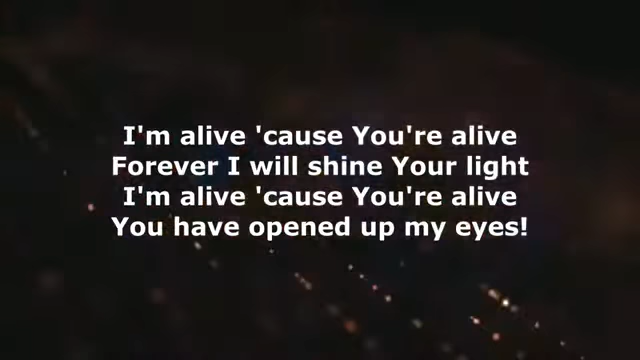 I'm alive 'cause You're alive
Forever I will shine Your light
I'm alive 'cause You're alive
You have opened up my eyes!